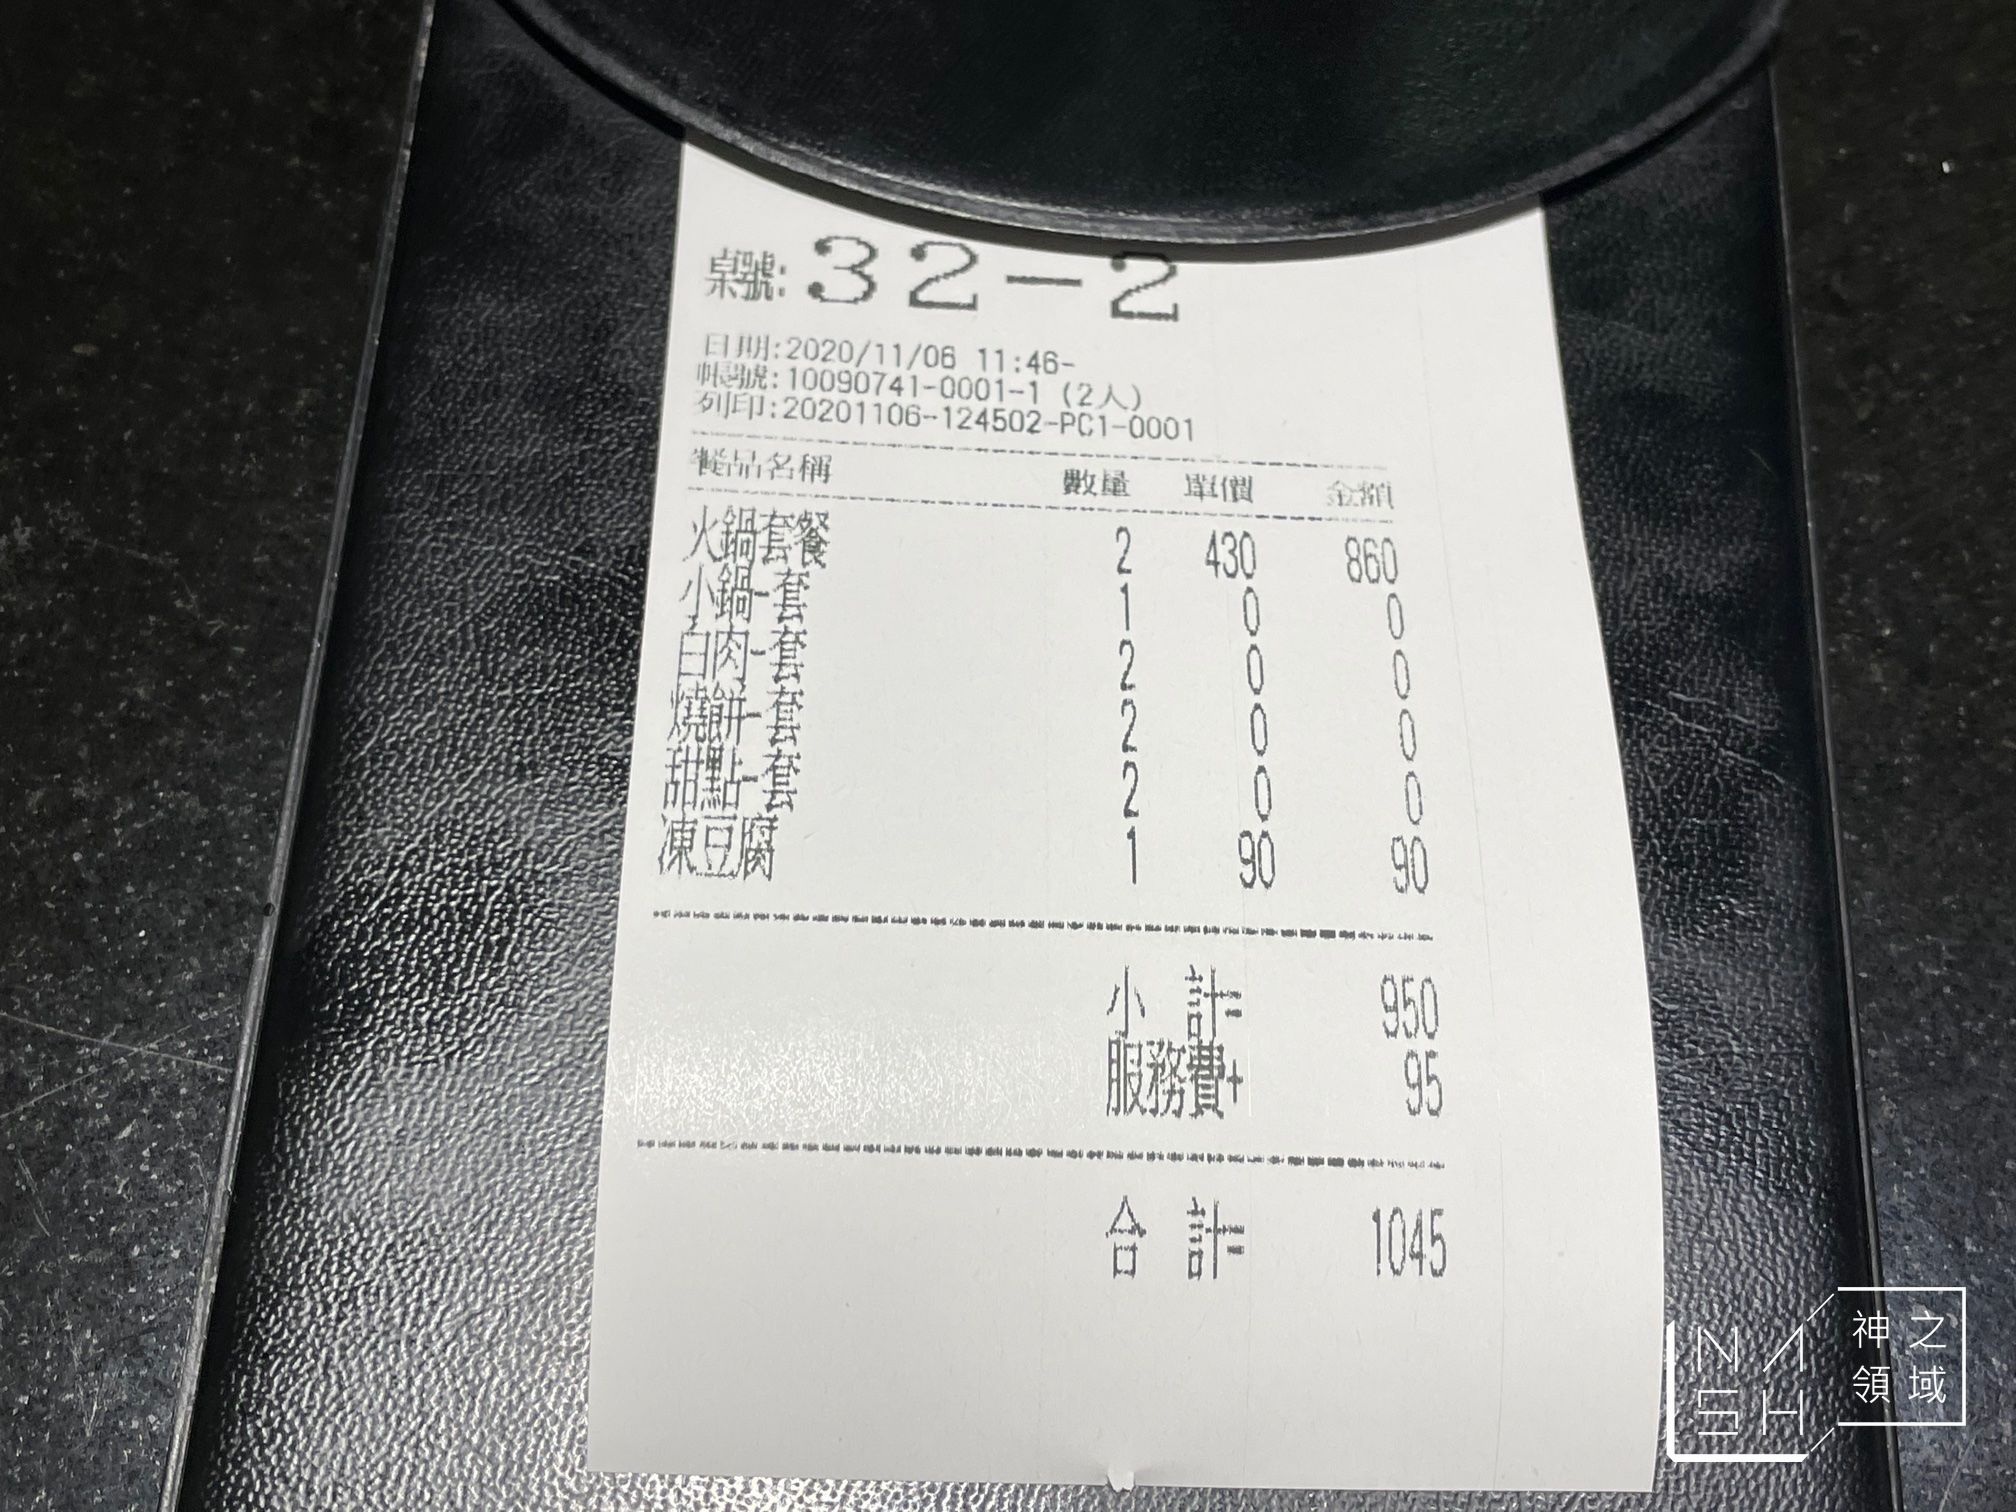 桌號: 32-2
日期:2020/11/06 11:46-
帳號:10090741-0001-1 (2人)
列印:20201106-124502-PC1-0001
餐品名稱 數量 單價 金額
火鍋套餐 2 430 860
小鍋-套 1 0 0
白肉-套 2 0 0
燒餅-套 2 0 0
甜點-套 2 0 0
凍豆腐 1 90 90
小 計= 950
服務費+ 95
合 計= 1045
NASH
神之
領域